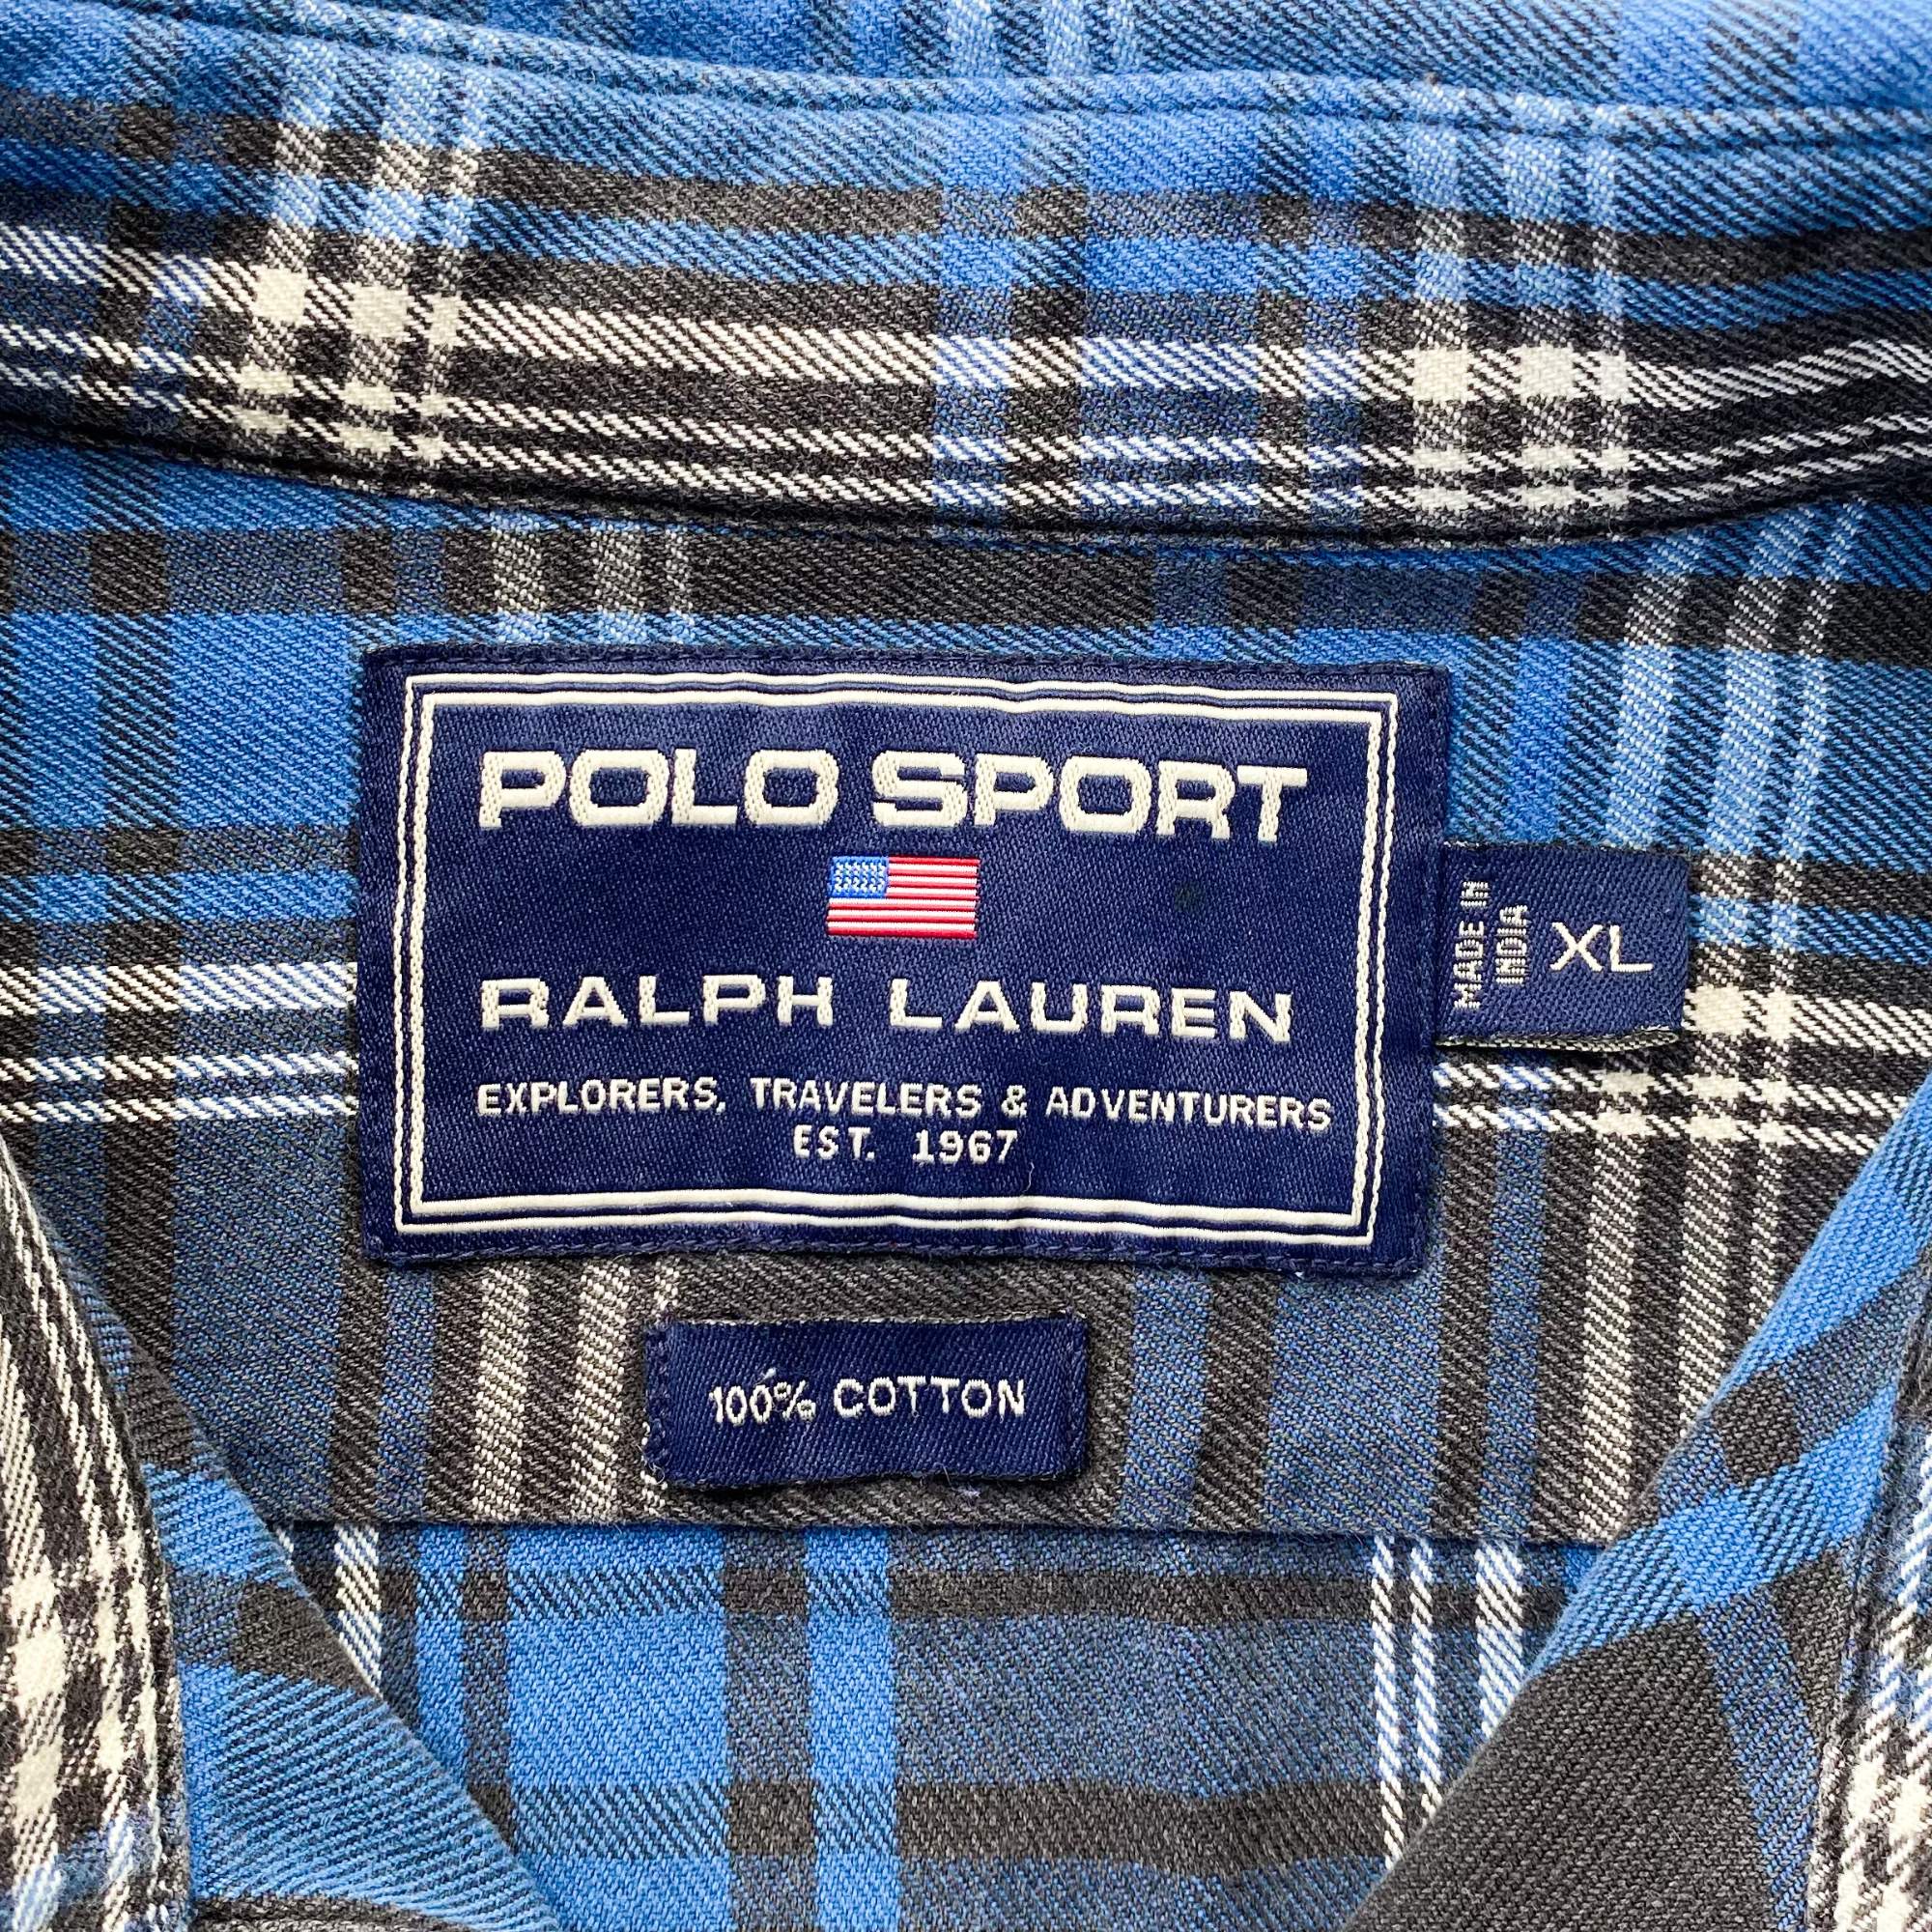 POLO SPORT
RALPH LAUREN
EXPLORERS, TRAVELERS & ADVENTURERS
EST. 1967
MADE IN
INDIA
XL
100% COTTON